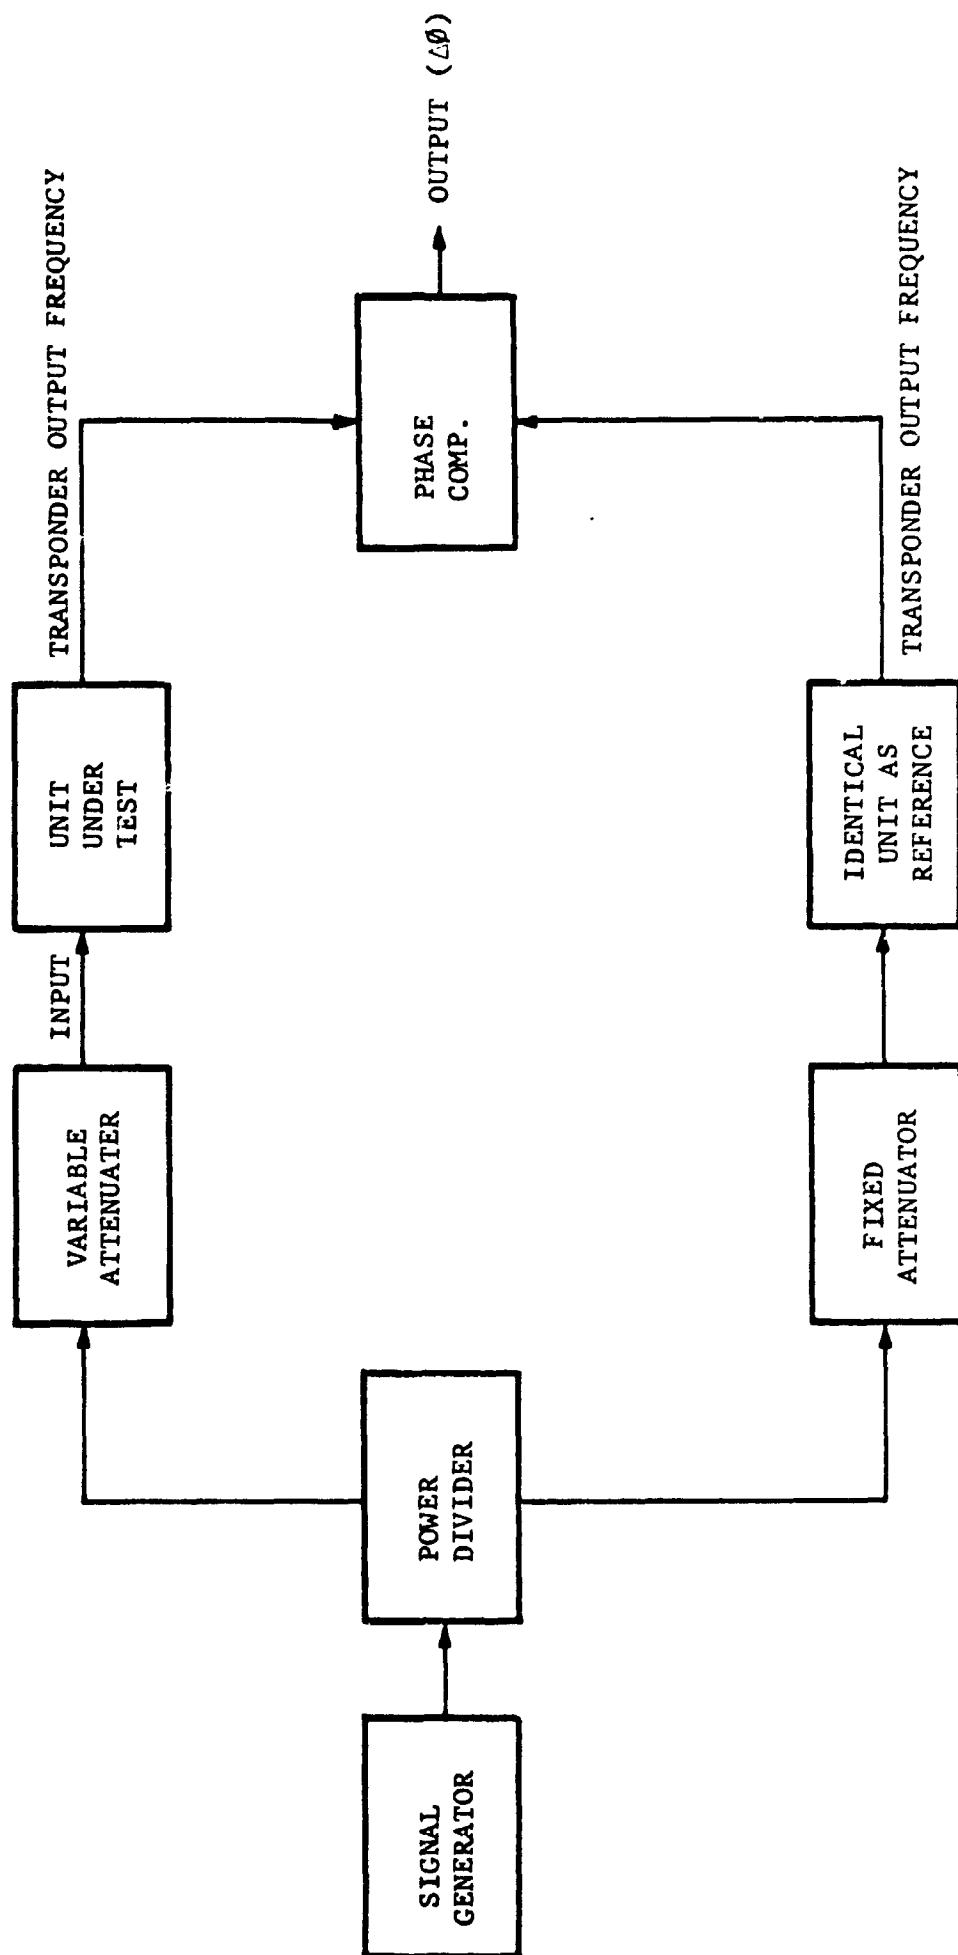 SIGNAL
GENERATOR
POWER
DIVIDER
VARIABLE
ATTENUATER
INPUT
UNIT
UNDER
TEST
TRANSPONDER OUTPUT FREQUENCY
FIXED
ATTENUATOR
IDENTICAL
UNIT AS
REFERENCE
TRANSPONDER OUTPUT FREQUENCY
PHASE
COMP.
OUTPUT (ΔØ)